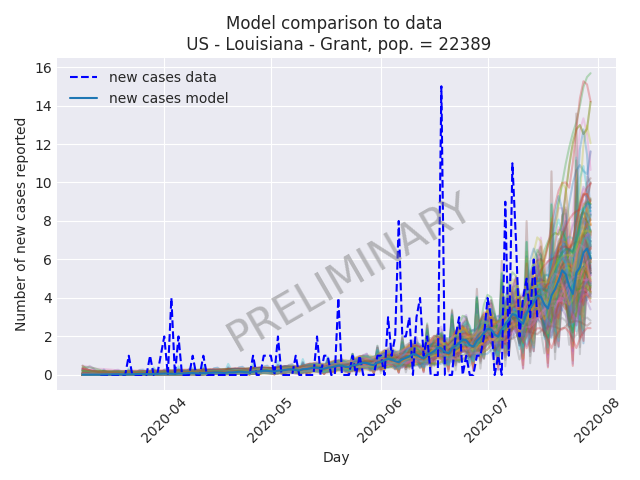 Model comparison to data
US - Louisiana - Grant, pop. = 22389
new cases data
new cases model
PRELIMINARY
Number of new cases reported
16
14
12
10
8
6
4
2
0
2020-04
2020-05
2020-06
2020-07
2020-08
Day